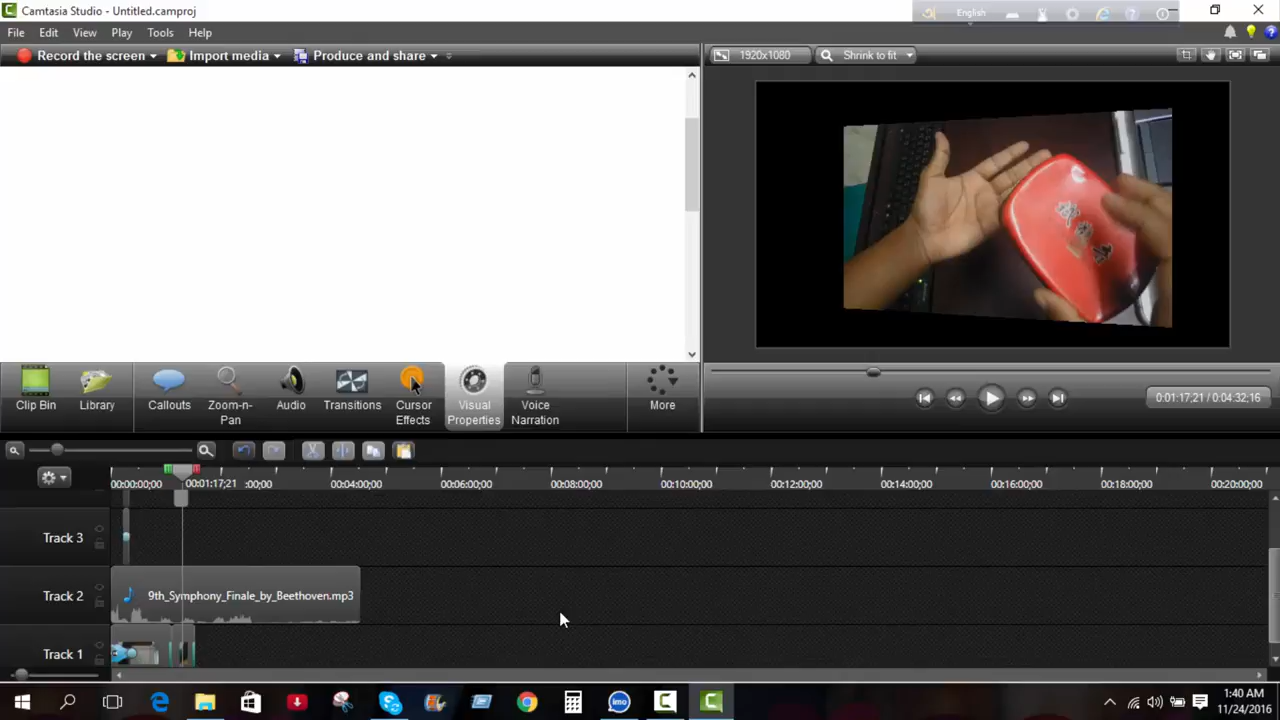 Camtasia Studio - Untitled.camproj
English
File Edit View Play Tools Help
Record the screen Import media Produce and share
1920x1080 Shrink to fit
Clip Bin Library Callouts Zoom-n-Pan Audio Transitions Cursor Effects Visual Properties Voice Narration More
0:01:17;21 / 0:04:32;16
00:00:00;00 00:01:17;21 :00;00 00:04:00;00 00:06:00;00 00:08:00;00 00:10:00;00 00:12:00;00 00:14:00;00 00:16:00;00 00:18:00;00 00:20:00;00
Track 3
Track 2 9th_Symphony_Finale_by_Beethoven.mp3
Track 1
imo
1:40 AM
11/24/2016